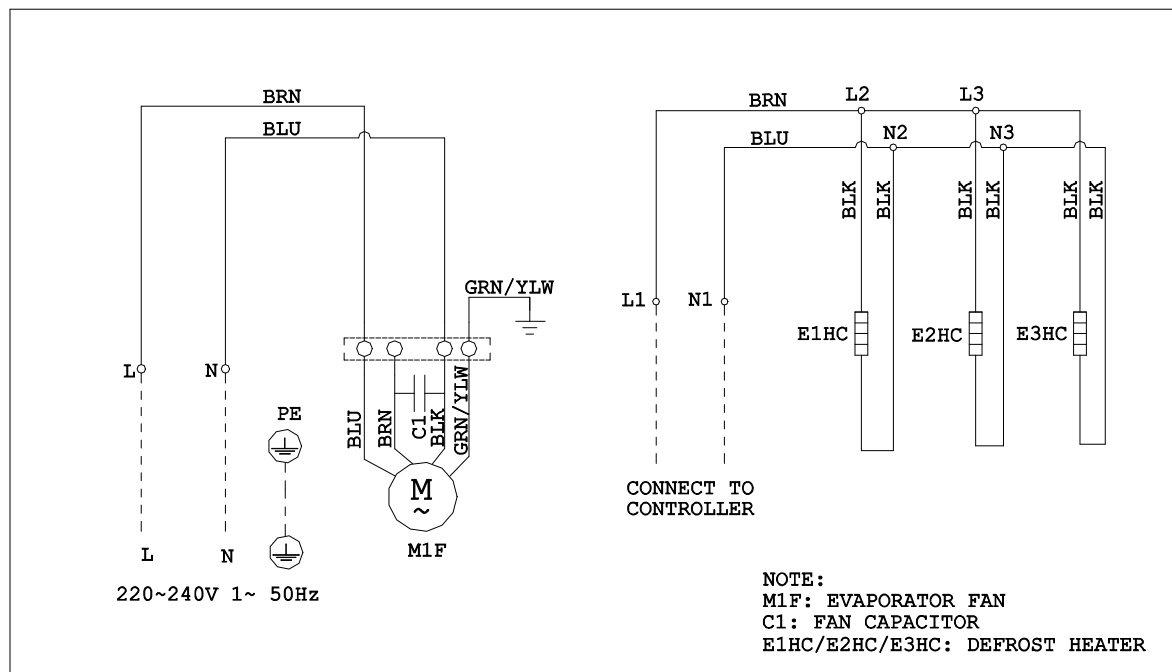 BRN
BLU
GRN/YLW
L
N
PE
BLU
BRN
C1
BLK
GRN/YLW
M
~
M1F
L
N
220~240V 1~ 50Hz
BRN
L2
L3
BLU
N2
N3
BLK
BLK
BLK
BLK
BLK
BLK
L1
N1
E1HC
E2HC
E3HC
CONNECT TO
CONTROLLER
NOTE:
M1F: EVAPORATOR FAN
C1: FAN CAPACITOR
E1HC/E2HC/E3HC: DEFROST HEATER